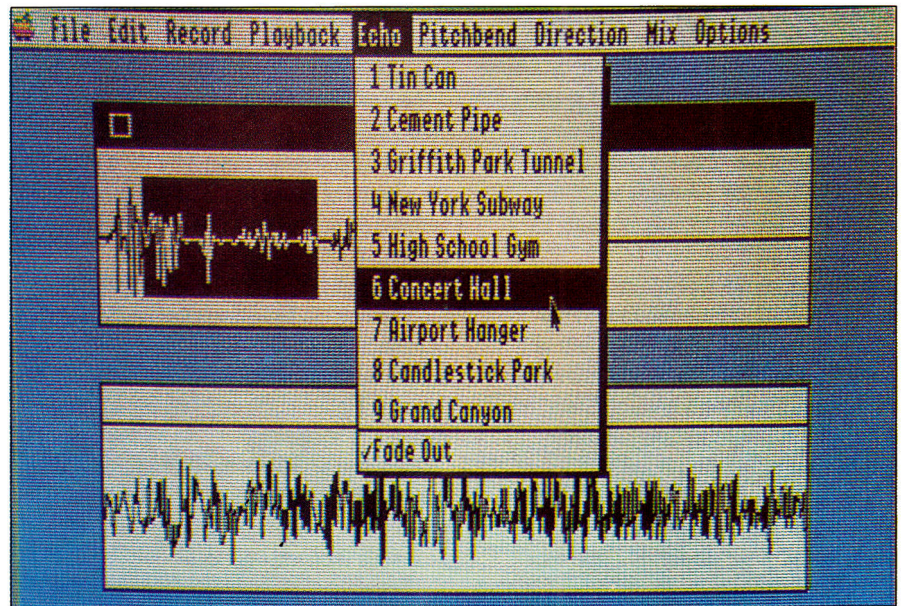 File Edit Record Playback Echo Pitchbend Direction Mix Options
1 Tin Can
2 Cement Pipe
3 Griffith Park Tunnel
4 New York Subway
5 High School Gym
6 Concert Hall
7 Airport Hanger
8 Candlestick Park
9 Grand Canyon
✓Fade Out